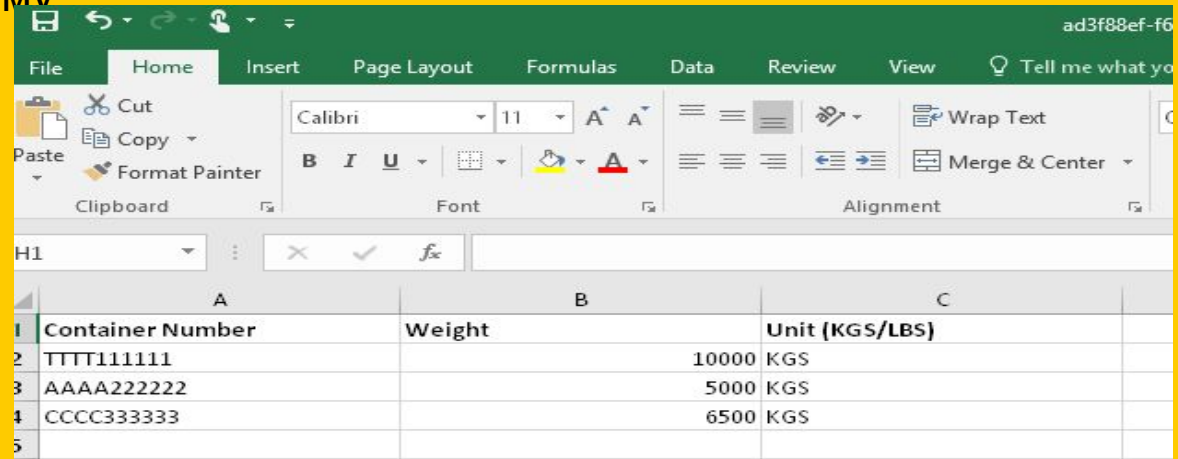 ad3f88ef-f6
File Home Insert Page Layout Formulas Data Review View Tell me what yo
Cut
Copy
Paste
Format Painter
Calibri 11 A A
B I U A
Wrap Text
Merge & Center
Clipboard Font Alignment
H1 fx
A B C
1 Container Number Weight Unit (KGS/LBS)
2 TTTT111111 10000 KGS
3 AAAA222222 5000 KGS
4 CCCC333333 6500 KGS
5